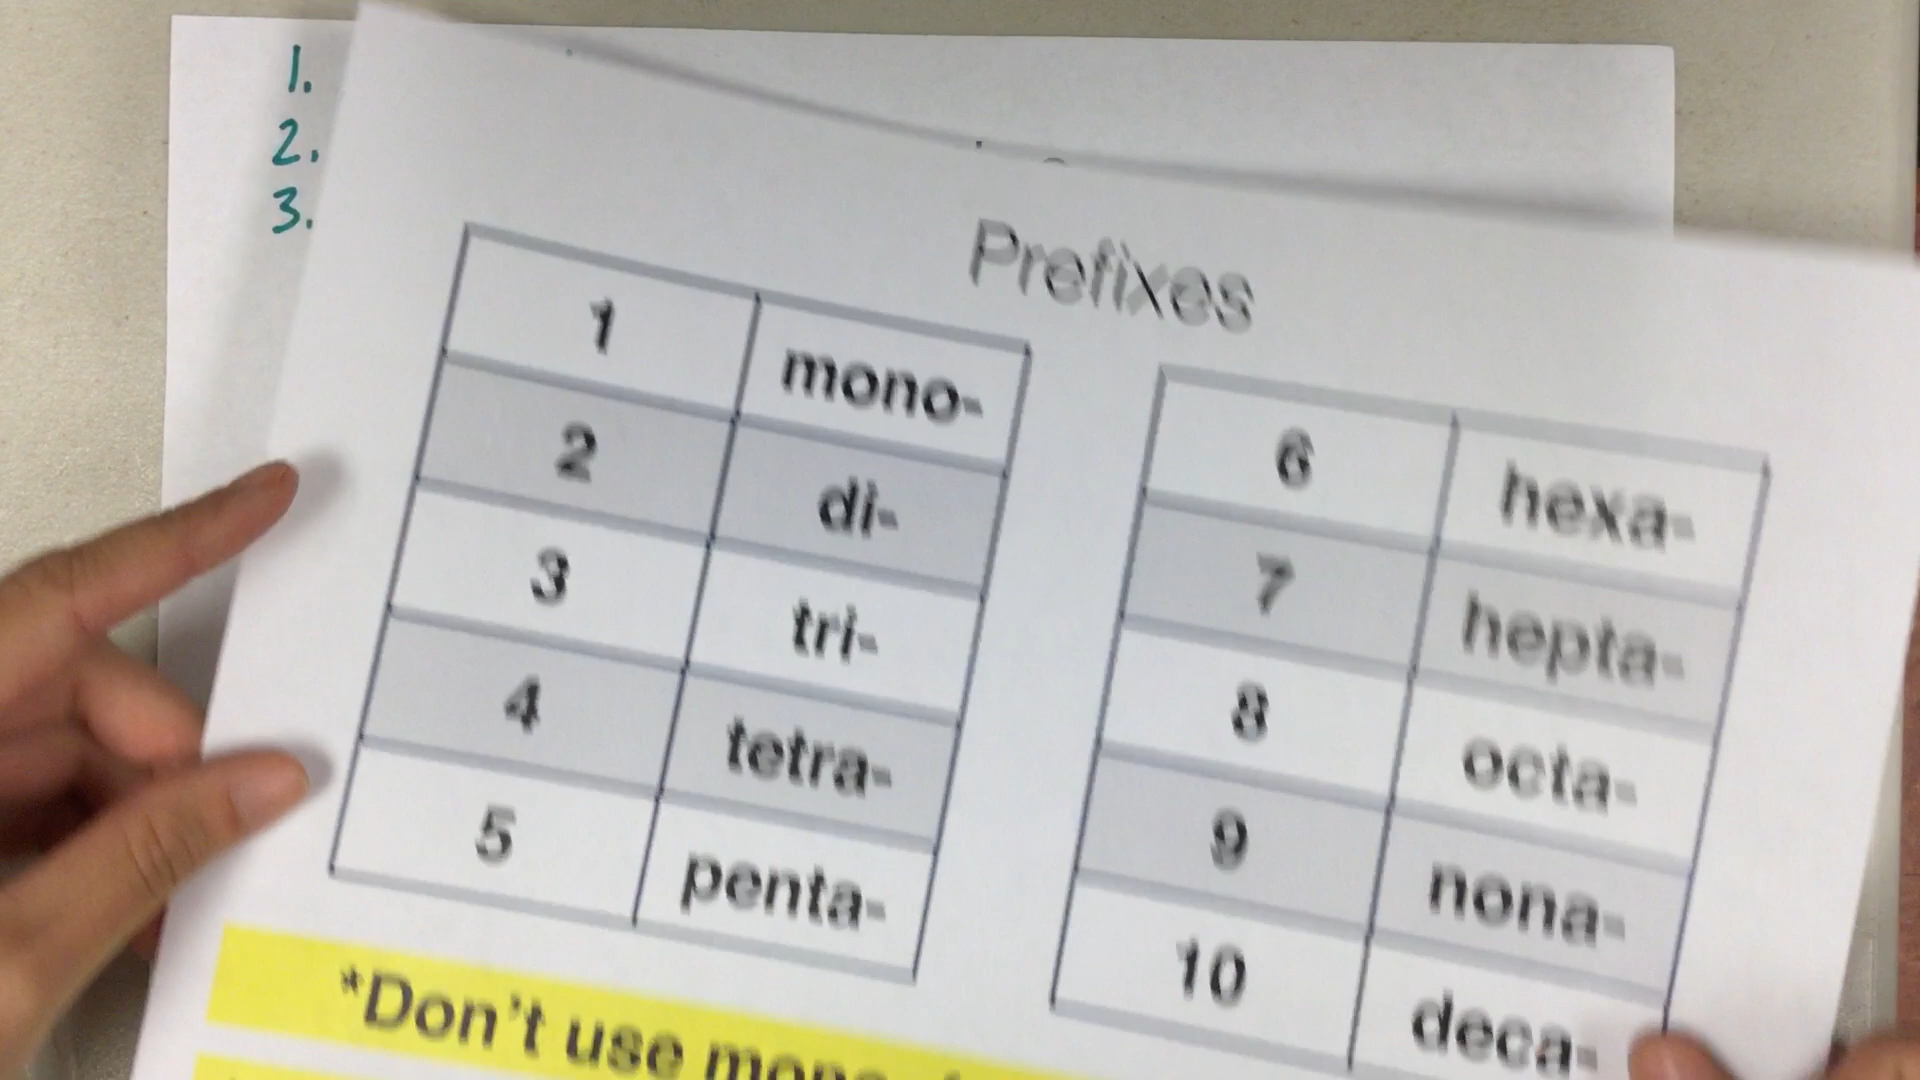 1.
2.
3.
Prefixes
1 mono-
2 di-
3 tri-
4 tetra-
5 penta-
6 hexa-
7 hepta-
8 octa-
9 nona-
10 deca-
*Don't use mono-